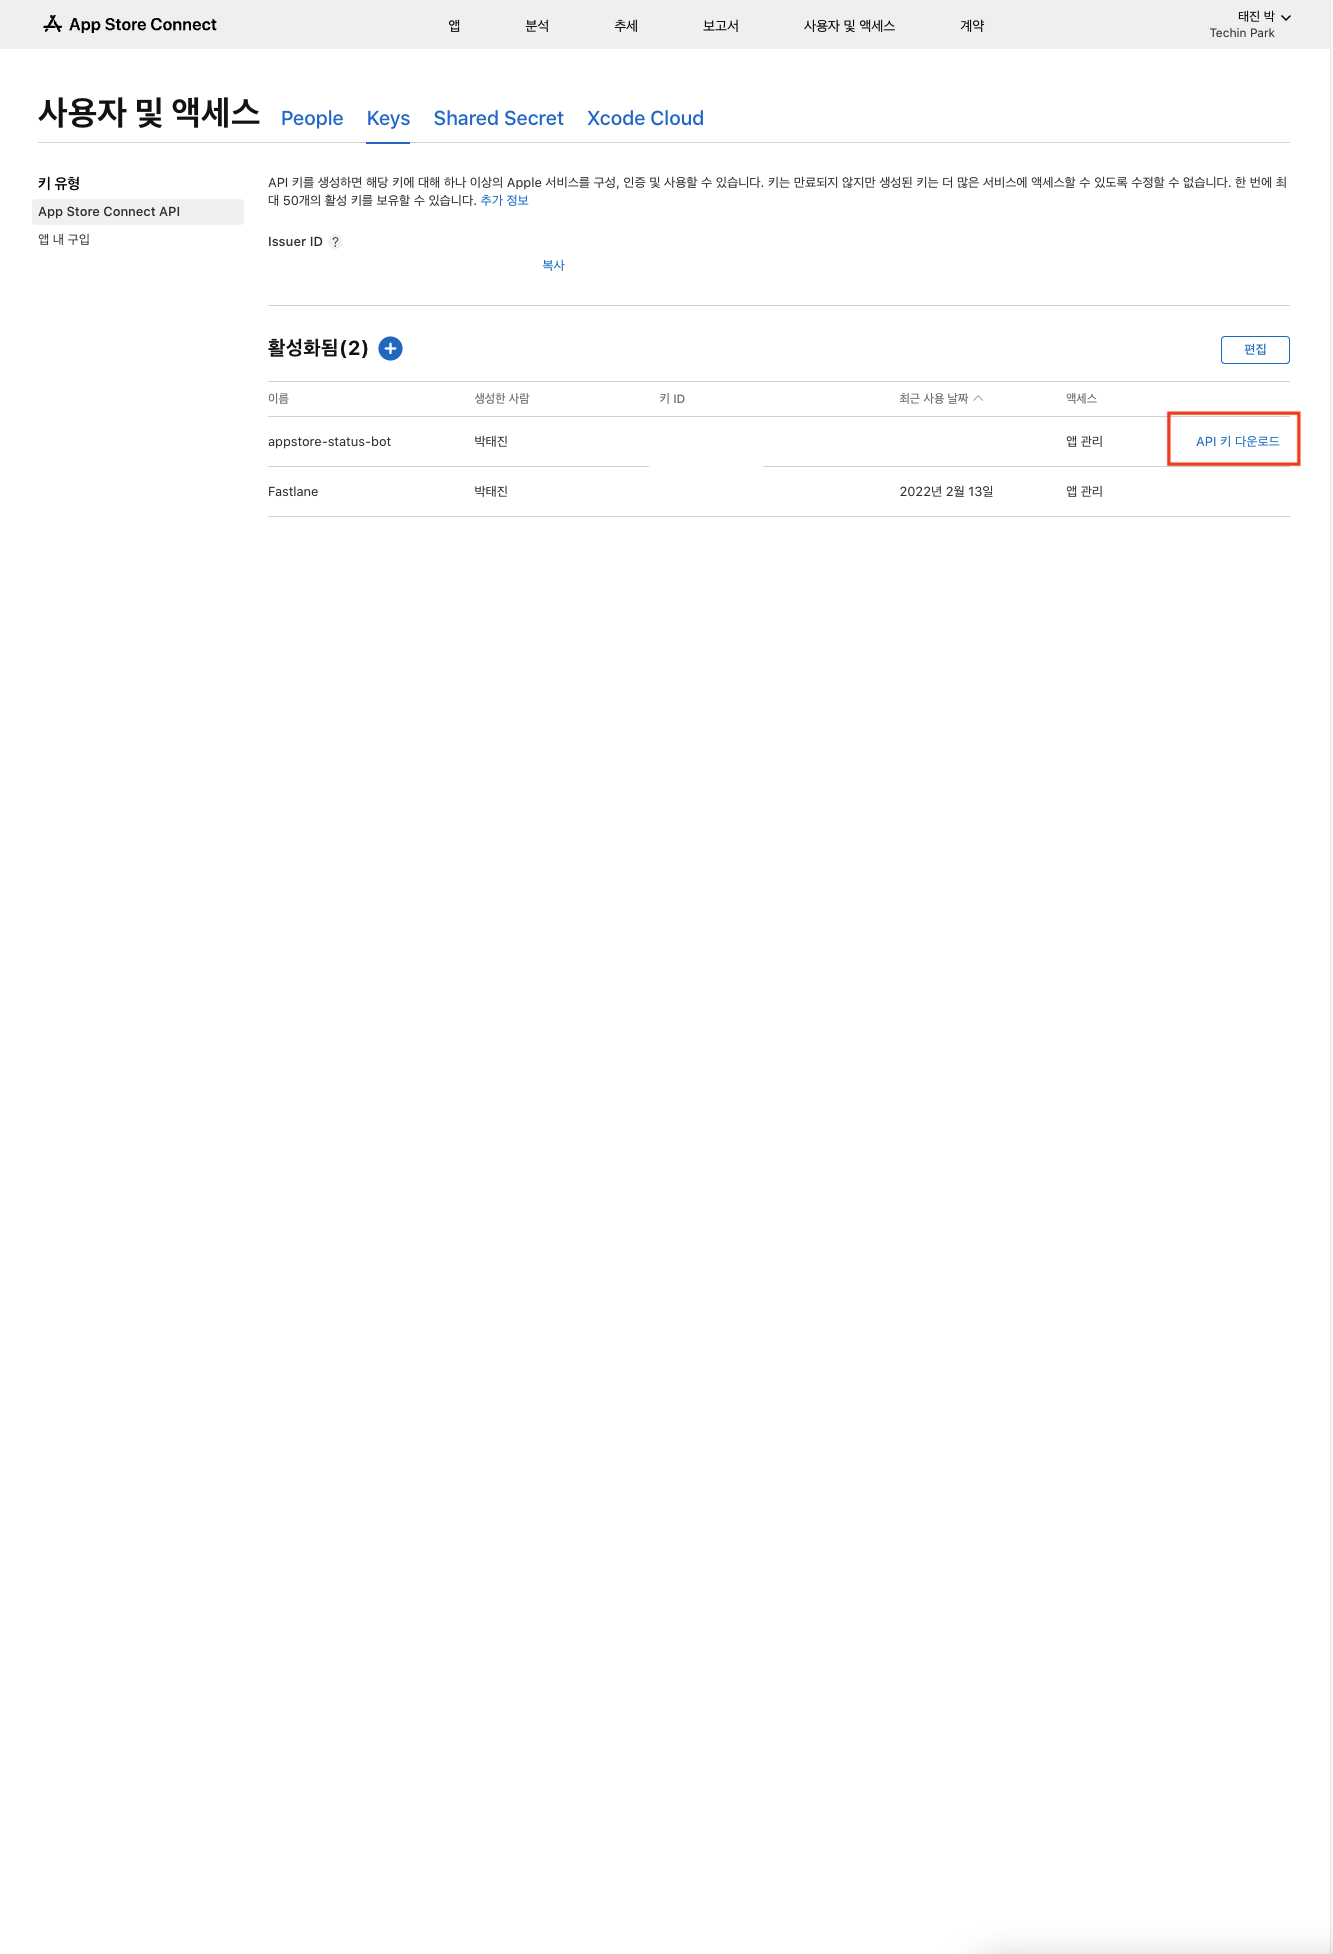 App Store Connect
앱 분석 추세 보고서 사용자 및 액세스 계약
태진 박
Techin Park
사용자 및 액세스 People Keys Shared Secret Xcode Cloud
키 유형
App Store Connect API
앱 내 구입
API 키를 생성하면 해당 키에 대해 하나 이상의 Apple 서비스를 구성, 인증 및 사용할 수 있습니다. 키는 만료되지 않지만 생성된 키는 더 많은 서비스에 액세스할 수 있도록 수정할 수 없습니다. 한 번에 최
대 50개의 활성 키를 보유할 수 있습니다. 추가 정보
Issuer ID ?
복사
활성화됨(2)
편집
이름 생성한 사람 키 ID 최근 사용 날짜 액세스
appstore-status-bot 박태진 앱 관리 API 키 다운로드
Fastlane 박태진 2022년 2월 13일 앱 관리